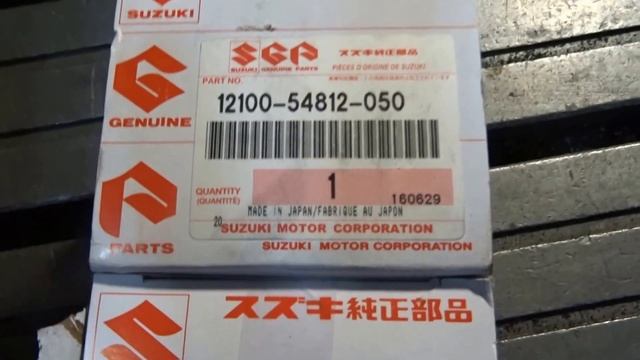 SUZUKI
SGP スズキ純正部品
SUZUKI GENUINE PARTS PIÈCES D'ORIGINE DE SUZUKI
PART NO.
12100-54812-050
GENUINE
QUANTITY
(QUANTITÉ)
1
160629
MADE IN JAPAN/FABRIQUE AU JAPON
20
SUZUKI MOTOR CORPORATION
PARTS
SUZUKI MOTOR CORPORATION
スズキ純正部品